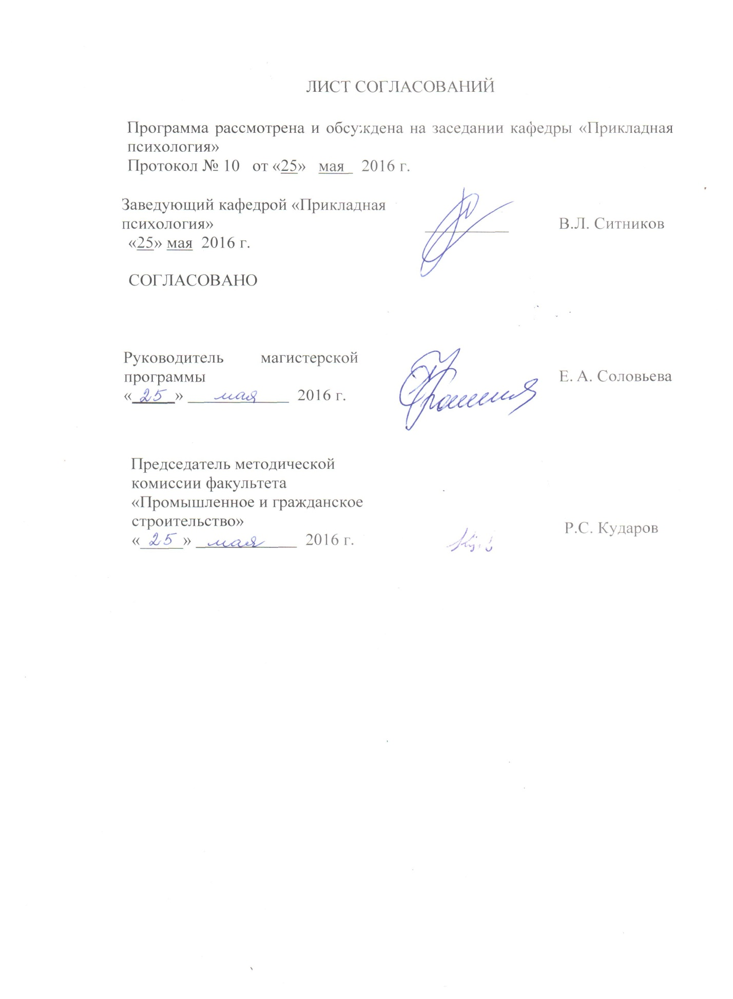 ЛИСТ СОГЛАСОВАНИЙ
Программа рассмотрена и обсуждена на заседании кафедры «Прикладная
психология»
Протокол № 10 от «25» мая 2016 г.
Заведующий кафедрой «Прикладная
психология» ___________ В.Л. Ситников
«25» мая 2016 г.
СОГЛАСОВАНО
Руководитель магистерской
программы Е. А. Соловьева
«25» мая 2016 г.
Председатель методической
комиссии факультета
«Промышленное и гражданское
строительство»
Р.С. Кударов
«25» мая 2016 г.